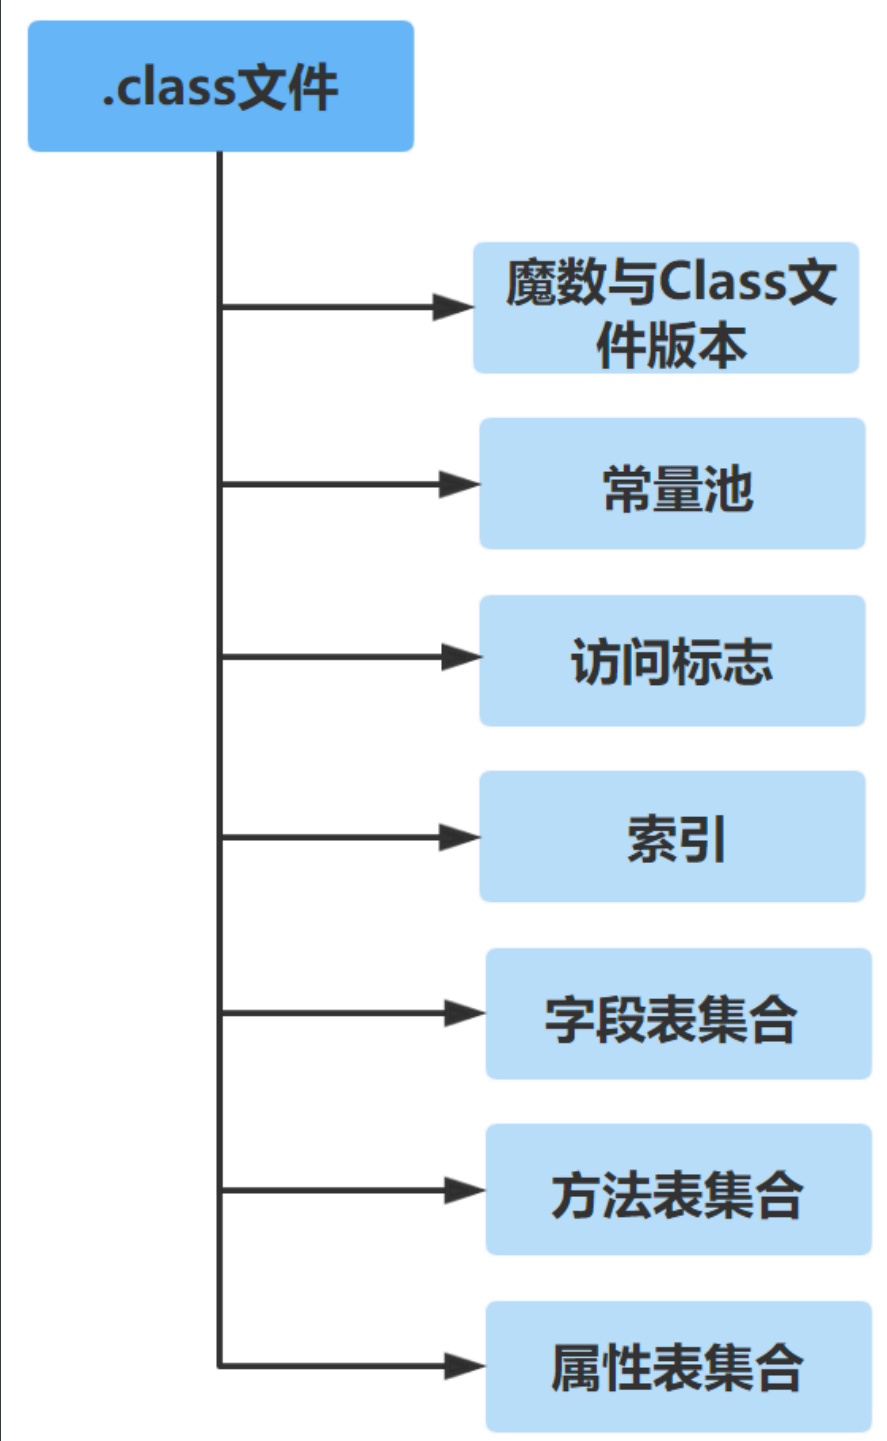 .class文件
魔数与Class文
件版本
常量池
访问标志
索引
字段表集合
方法表集合
属性表集合